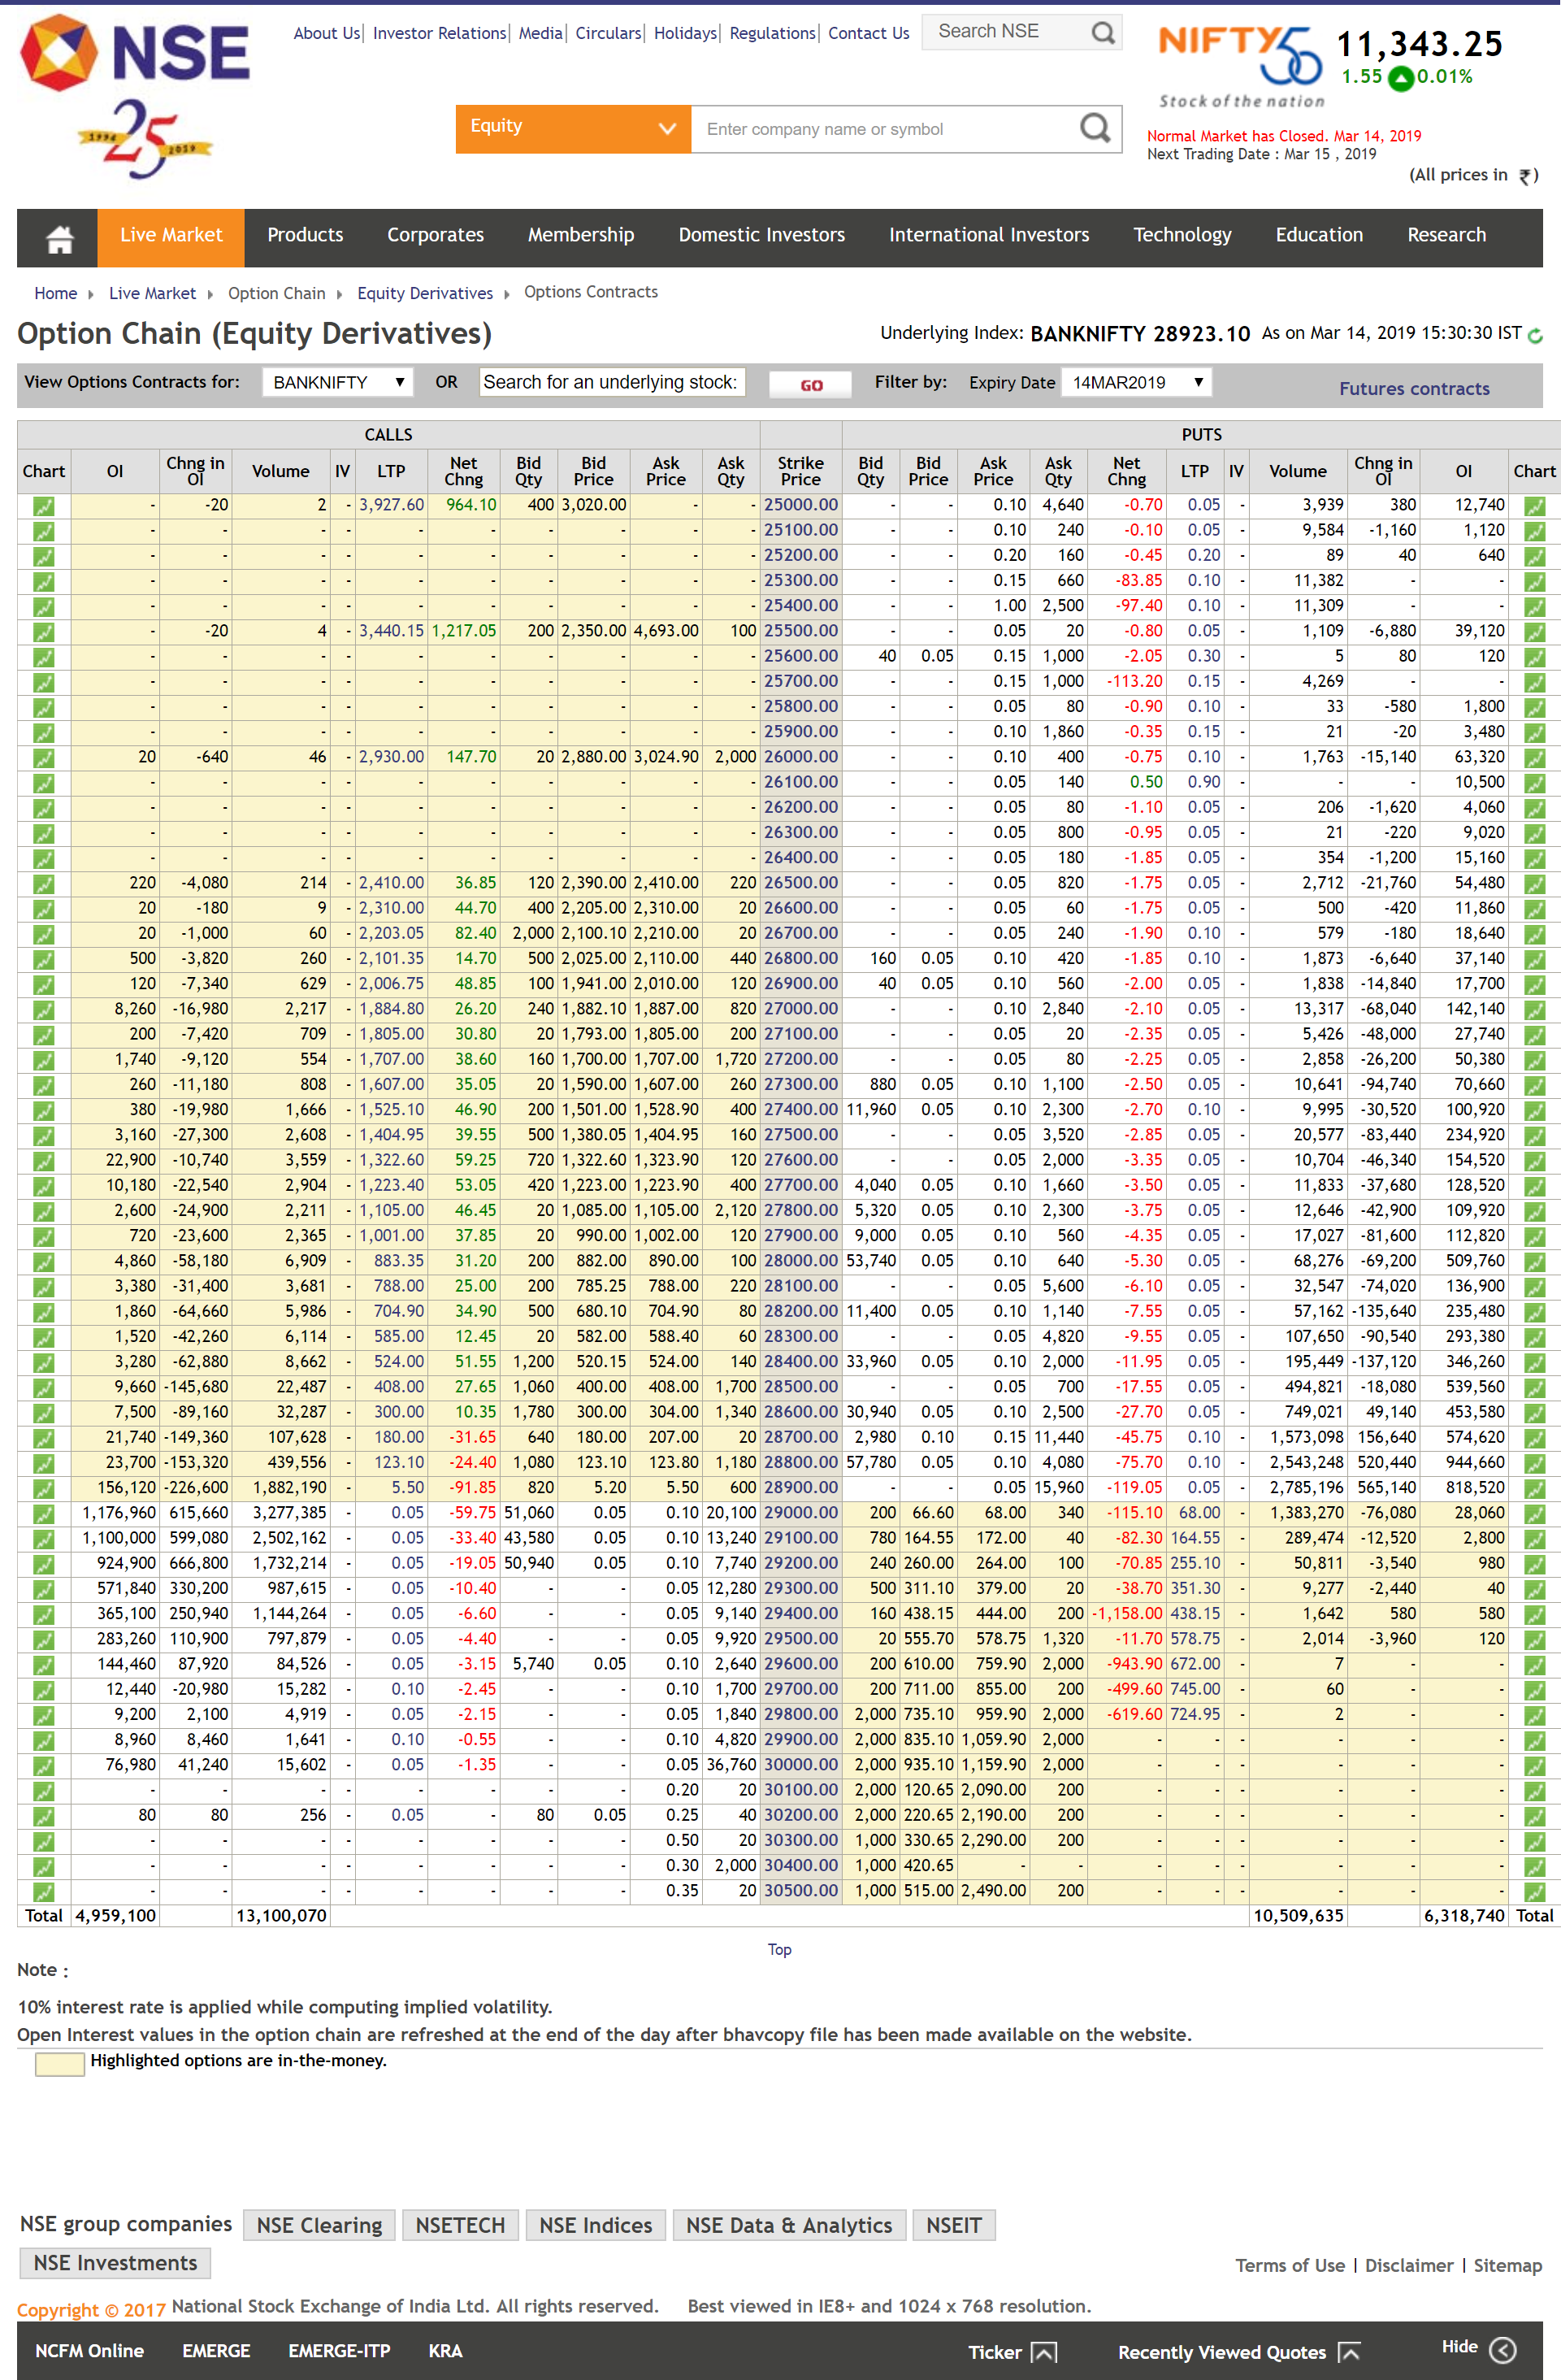 NSE
1994 25 2019
About Us| Investor Relations| Media| Circulars| Holidays| Regulations| Contact Us
Search NSE
NIFTY50
Stock of the nation
11,343.25
1.55 0.01%
Equity
Enter company name or symbol
Normal Market has Closed. Mar 14, 2019
Next Trading Date : Mar 15 , 2019
(All prices in ₹)
Live Market Products Corporates Membership Domestic Investors International Investors Technology Education Research
Home Live Market Option Chain Equity Derivatives Options Contracts
Option Chain (Equity Derivatives)
Underlying Index: BANKNIFTY 28923.10 As on Mar 14, 2019 15:30:30 IST
View Options Contracts for: BANKNIFTY OR Search for an underlying stock: GO Filter by: Expiry Date 14MAR2019 Futures contracts
CALLS PUTS
Chart OI Chng in OI Volume IV LTP Net Chng Bid Qty Bid Price Ask Price Ask Qty Strike Price Bid Qty Bid Price Ask Price Ask Qty Net Chng LTP IV Volume Chng in OI OI Chart
- -20 2 - 3,927.60 964.10 400 3,020.00 - - 25000.00 - - 0.10 4,640 -0.70 0.05 - 3,939 380 12,740
- - - - - - - - - - 25100.00 - - 0.10 240 -0.10 0.05 - 9,584 -1,160 1,120
- - - - - - - - - - 25200.00 - - 0.20 160 -0.45 0.20 - 89 40 640
- - - - - - - - - - 25300.00 - - 0.15 660 -83.85 0.10 - 11,382 - -
- - - - - - - - - - 25400.00 - - 1.00 2,500 -97.40 0.10 - 11,309 - -
- -20 4 - 3,440.15 1,217.05 200 2,350.00 4,693.00 100 25500.00 - - 0.05 20 -0.80 0.05 - 1,109 -6,880 39,120
- - - - - - - - - - 25600.00 40 0.05 0.15 1,000 -2.05 0.30 - 5 80 120
- - - - - - - - - - 25700.00 - - 0.15 1,000 -113.20 0.15 - 4,269 - -
- - - - - - - - - - 25800.00 - - 0.05 80 -0.90 0.10 - 33 -580 1,800
- - - - - - - - - - 25900.00 - - 0.10 1,860 -0.35 0.15 - 21 -20 3,480
20 -640 46 - 2,930.00 147.70 20 2,880.00 3,024.90 2,000 26000.00 - - 0.10 400 -0.75 0.10 - 1,763 -15,140 63,320
- - - - - - - - - - 26100.00 - - 0.05 140 0.50 0.90 - - - 10,500
- - - - - - - - - - 26200.00 - - 0.05 80 -1.10 0.05 - 206 -1,620 4,060
- - - - - - - - - - 26300.00 - - 0.05 800 -0.95 0.05 - 21 -220 9,020
- - - - - - - - - - 26400.00 - - 0.05 180 -1.85 0.05 - 354 -1,200 15,160
220 -4,080 214 - 2,410.00 36.85 120 2,390.00 2,410.00 220 26500.00 - - 0.05 820 -1.75 0.05 - 2,712 -21,760 54,480
20 -180 9 - 2,310.00 44.70 400 2,205.00 2,310.00 20 26600.00 - - 0.05 60 -1.75 0.05 - 500 -420 11,860
20 -1,000 60 - 2,203.05 82.40 2,000 2,100.10 2,210.00 20 26700.00 - - 0.05 240 -1.90 0.10 - 579 -180 18,640
500 -3,820 260 - 2,101.35 14.70 500 2,025.00 2,110.00 440 26800.00 160 0.05 0.10 420 -1.85 0.10 - 1,873 -6,640 37,140
120 -7,340 629 - 2,006.75 48.85 100 1,941.00 2,010.00 120 26900.00 40 0.05 0.10 560 -2.00 0.05 - 1,838 -14,840 17,700
8,260 -16,980 2,217 - 1,884.80 26.20 240 1,882.10 1,887.00 820 27000.00 - - 0.10 2,840 -2.10 0.05 - 13,317 -68,040 142,140
200 -7,420 709 - 1,805.00 30.80 20 1,793.00 1,805.00 200 27100.00 - - 0.05 20 -2.35 0.05 - 5,426 -48,000 27,740
1,740 -9,120 554 - 1,707.00 38.60 160 1,700.00 1,707.00 1,720 27200.00 - - 0.05 80 -2.25 0.05 - 2,858 -26,200 50,380
260 -11,180 808 - 1,607.00 35.05 20 1,590.00 1,607.00 260 27300.00 880 0.05 0.10 1,100 -2.50 0.05 - 10,641 -94,740 70,660
380 -19,980 1,666 - 1,525.10 46.90 200 1,501.00 1,528.90 400 27400.00 11,960 0.05 0.10 2,300 -2.70 0.10 - 9,995 -30,520 100,920
3,160 -27,300 2,608 - 1,404.95 39.55 500 1,380.05 1,404.95 160 27500.00 - - 0.05 3,520 -2.85 0.05 - 20,577 -83,440 234,920
22,900 -10,740 3,559 - 1,322.60 59.25 720 1,322.60 1,323.90 120 27600.00 - - 0.05 2,000 -3.35 0.05 - 10,704 -46,340 154,520
10,180 -22,540 2,904 - 1,223.40 53.05 420 1,223.00 1,223.90 400 27700.00 4,040 0.05 0.10 1,660 -3.50 0.05 - 11,833 -37,680 128,520
2,600 -24,900 2,211 - 1,105.00 46.45 20 1,085.00 1,105.00 2,120 27800.00 5,320 0.05 0.10 2,300 -3.75 0.05 - 12,646 -42,900 109,920
720 -23,600 2,365 - 1,001.00 37.85 20 990.00 1,002.00 120 27900.00 9,000 0.05 0.10 560 -4.35 0.05 - 17,027 -81,600 112,820
4,860 -58,180 6,909 - 883.35 31.20 200 882.00 890.00 100 28000.00 53,740 0.05 0.10 640 -5.30 0.05 - 68,276 -69,200 509,760
3,380 -31,400 3,681 - 788.00 25.00 200 785.25 788.00 220 28100.00 - - 0.05 5,600 -6.10 0.05 - 32,547 -74,020 136,900
1,860 -64,660 5,986 - 704.90 34.90 500 680.10 704.90 80 28200.00 11,400 0.05 0.10 1,140 -7.55 0.05 - 57,162 -135,640 235,480
1,520 -42,260 6,114 - 585.00 12.45 20 582.00 588.40 60 28300.00 - - 0.05 4,820 -9.55 0.05 - 107,650 -90,540 293,380
3,280 -62,880 8,662 - 524.00 51.55 1,200 520.15 524.00 140 28400.00 33,960 0.05 0.10 2,000 -11.95 0.05 - 195,449 -137,120 346,260
9,660 -145,680 22,487 - 408.00 27.65 1,060 400.00 408.00 1,700 28500.00 - - 0.05 700 -17.55 0.05 - 494,821 -18,080 539,560
7,500 -89,160 32,287 - 300.00 10.35 1,780 300.00 304.00 1,340 28600.00 30,940 0.05 0.10 2,500 -27.70 0.05 - 749,021 49,140 453,580
21,740 -149,360 107,628 - 180.00 -31.65 640 180.00 207.00 20 28700.00 2,980 0.10 0.15 11,440 -45.75 0.10 - 1,573,098 156,640 574,620
23,700 -153,320 439,556 - 123.10 -24.40 1,080 123.10 123.80 1,180 28800.00 57,780 0.05 0.10 4,080 -75.70 0.10 - 2,543,248 520,440 944,660
156,120 -226,600 1,882,190 - 5.50 -91.85 820 5.20 5.50 600 28900.00 - - 0.05 15,960 -119.05 0.05 - 2,785,196 565,140 818,520
1,176,960 615,660 3,277,385 - 0.05 -59.75 51,060 0.05 0.10 20,100 29000.00 200 66.60 68.00 340 -115.10 68.00 - 1,383,270 -76,080 28,060
1,100,000 599,080 2,502,162 - 0.05 -33.40 43,580 0.05 0.10 13,240 29100.00 780 164.55 172.00 40 -82.30 164.55 - 289,474 -12,520 2,800
924,900 666,800 1,732,214 - 0.05 -19.05 50,940 0.05 0.10 7,740 29200.00 240 260.00 264.00 100 -70.85 255.10 - 50,811 -3,540 980
571,840 330,200 987,615 - 0.05 -10.40 - - 0.05 12,280 29300.00 500 311.10 379.00 20 -38.70 351.30 - 9,277 -2,440 40
365,100 250,940 1,144,264 - 0.05 -6.60 - - 0.05 9,140 29400.00 160 438.15 444.00 200 -1,158.00 438.15 - 1,642 580 580
283,260 110,900 797,879 - 0.05 -4.40 - - 0.05 9,920 29500.00 20 555.70 578.75 1,320 -11.70 578.75 - 2,014 -3,960 120
144,460 87,920 84,526 - 0.05 -3.15 5,740 0.05 0.10 2,640 29600.00 200 610.00 759.90 2,000 -943.90 672.00 - 7 - -
12,440 -20,980 15,282 - 0.10 -2.45 - - 0.10 1,700 29700.00 200 711.00 855.00 200 -499.60 745.00 - 60 - -
9,200 2,100 4,919 - 0.05 -2.15 - - 0.05 1,840 29800.00 2,000 735.10 959.90 2,000 -619.60 724.95 - 2 - -
8,960 8,460 1,641 - 0.10 -0.55 - - 0.10 4,820 29900.00 2,000 835.10 1,059.90 2,000 - - - - - -
76,980 41,240 15,602 - 0.05 -1.35 - - 0.05 36,760 30000.00 2,000 935.10 1,159.90 2,000 - - - - - -
- - - - - - - - 0.20 20 30100.00 2,000 120.65 2,090.00 200 - - - - - -
80 80 256 - 0.05 - 80 0.05 0.25 40 30200.00 2,000 220.65 2,190.00 200 - - - - - -
- - - - - - - - 0.50 20 30300.00 1,000 330.65 2,290.00 200 - - - - - -
- - - - - - - - 0.30 2,000 30400.00 1,000 420.65 - - - - - - - -
- - - - - - - - 0.35 20 30500.00 1,000 515.00 2,490.00 200 - - - - - -
Total 4,959,100 13,100,070 10,509,635 6,318,740 Total
Top
Note :
10% interest rate is applied while computing implied volatility.
Open Interest values in the option chain are refreshed at the end of the day after bhavcopy file has been made available on the website.
Highlighted options are in-the-money.
NSE group companies NSE Clearing NSETECH NSE Indices NSE Data & Analytics NSEIT
NSE Investments
Terms of Use | Disclaimer | Sitemap
Copyright © 2017 National Stock Exchange of India Ltd. All rights reserved. Best viewed in IE8+ and 1024 x 768 resolution.
NCFM Online EMERGE EMERGE-ITP KRA Ticker Recently Viewed Quotes Hide